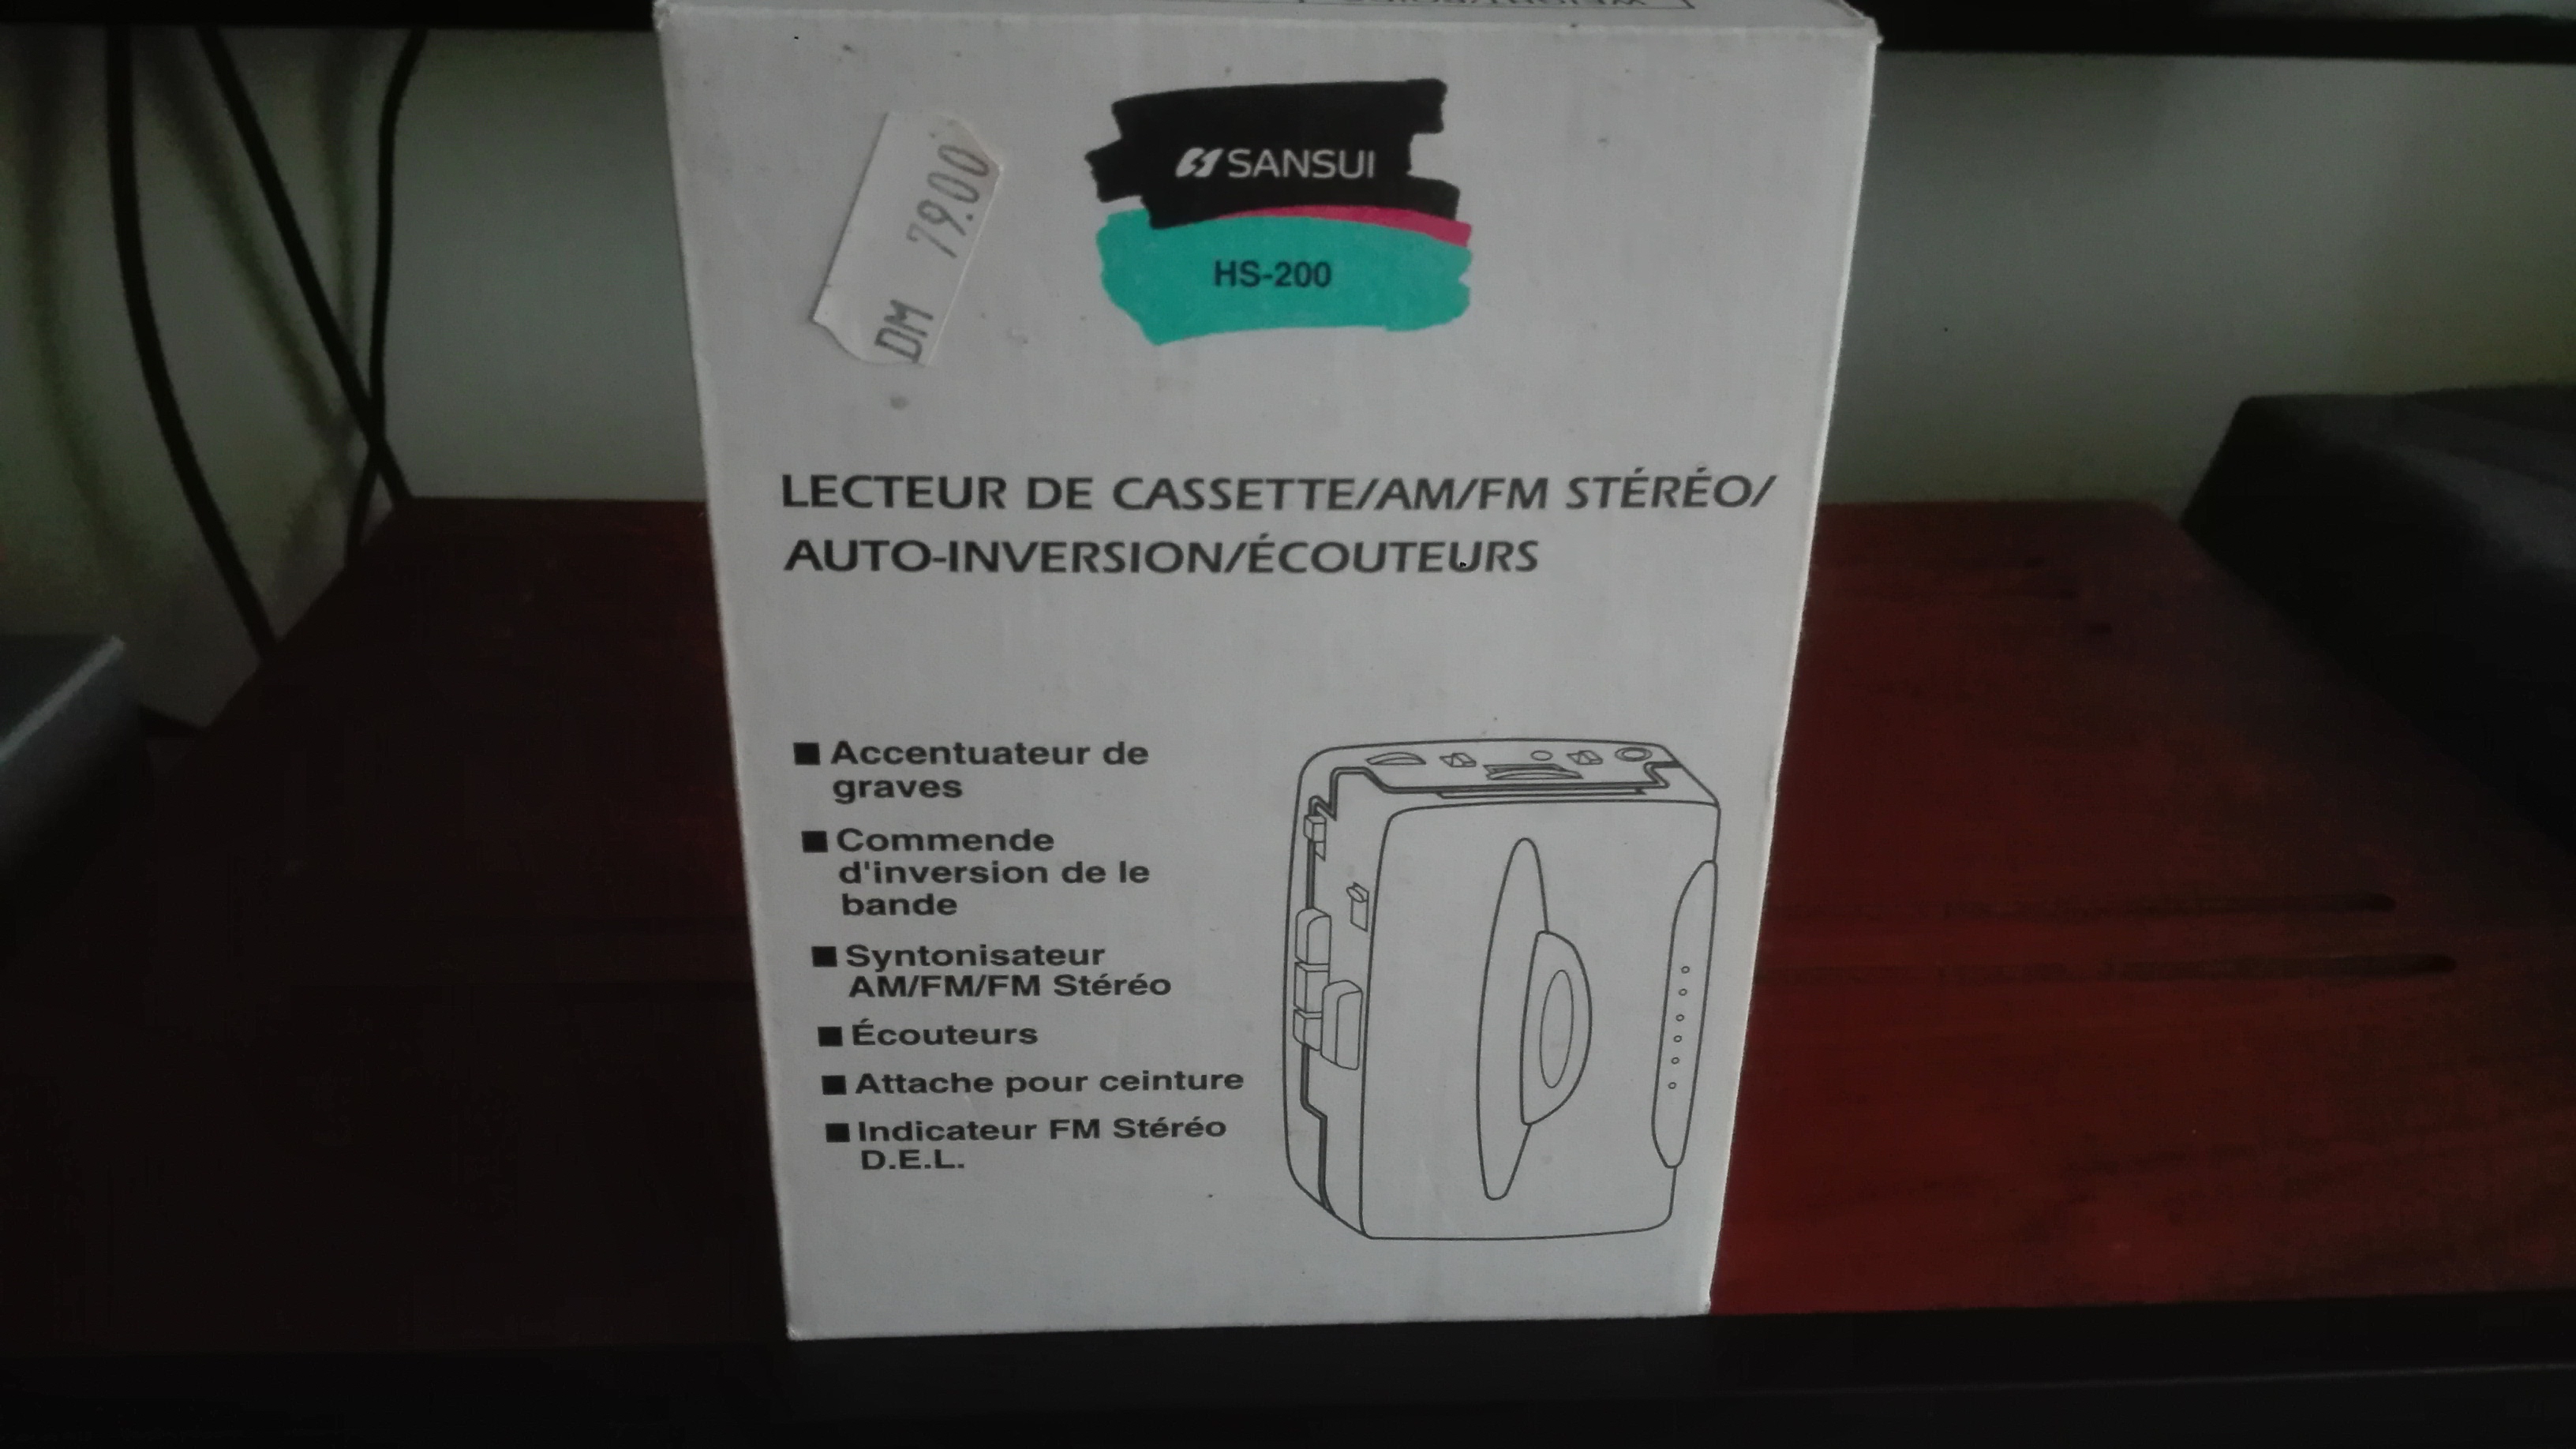 SANSUI
HS-200
DM 79.00
LECTEUR DE CASSETTE/AM/FM STÉRÉO/
AUTO-INVERSION/ÉCOUTEURS
■ Accentuateur de
graves
■ Commende
d'inversion de le
bande
■ Syntonisateur
AM/FM/FM Stéréo
■ Écouteurs
■ Attache pour ceinture
■ Indicateur FM Stéréo
D.E.L.